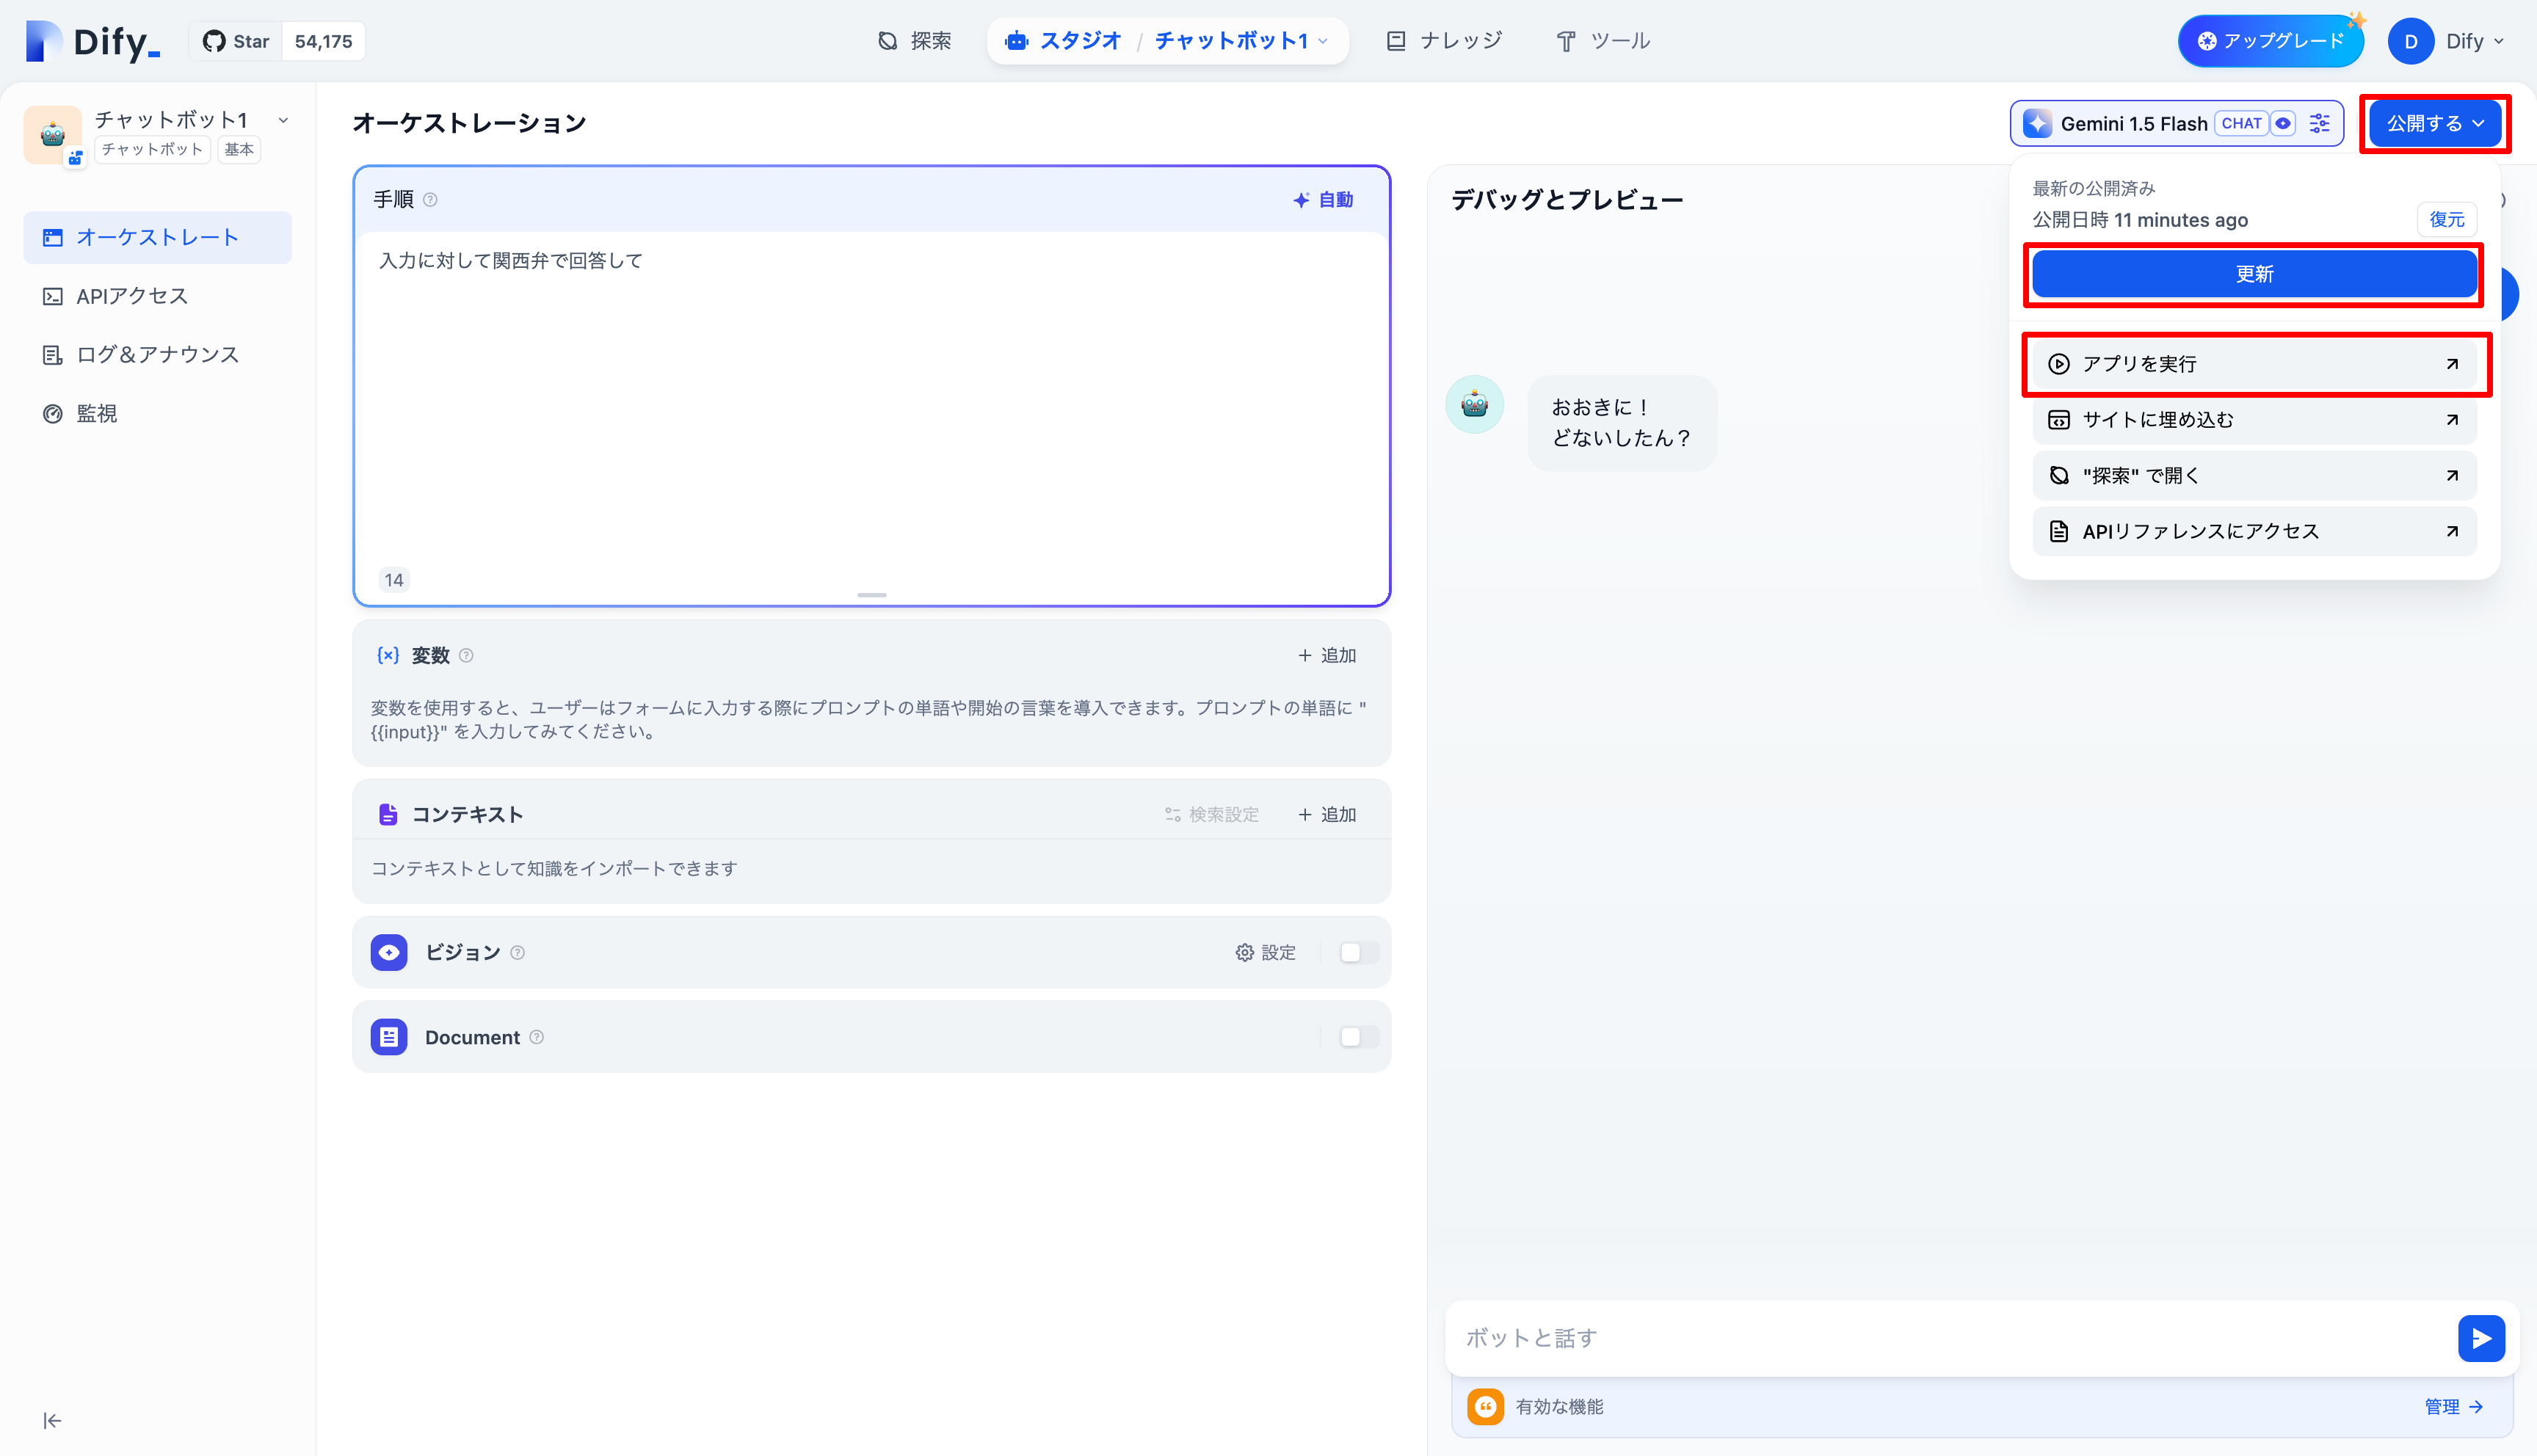 Dify_
Star 54,175
探索
スタジオ / チャットボット1
ナレッジ
ツール
アップグレード
D Dify
チャットボット1
チャットボット 基本
オーケストレート
APIアクセス
ログ＆アナウンス
監視
オーケストレーション
Gemini 1.5 Flash CHAT
公開する
手順
自動
入力に対して関西弁で回答して
14
変数
+ 追加
変数を使用すると、ユーザーはフォームに入力する際にプロンプトの単語や開始の言葉を導入できます。プロンプトの単語に "
{{input}}" を入力してみてください。
コンテキスト
検索設定
+ 追加
コンテキストとして知識をインポートできます
ビジョン
設定
Document
デバッグとプレビュー
最新の公開済み
公開日時 11 minutes ago
復元
更新
アプリを実行
サイトに埋め込む
"探索" で開く
APIリファレンスにアクセス
おおきに！
どないしたん？
ボットと話す
有効な機能
管理 →